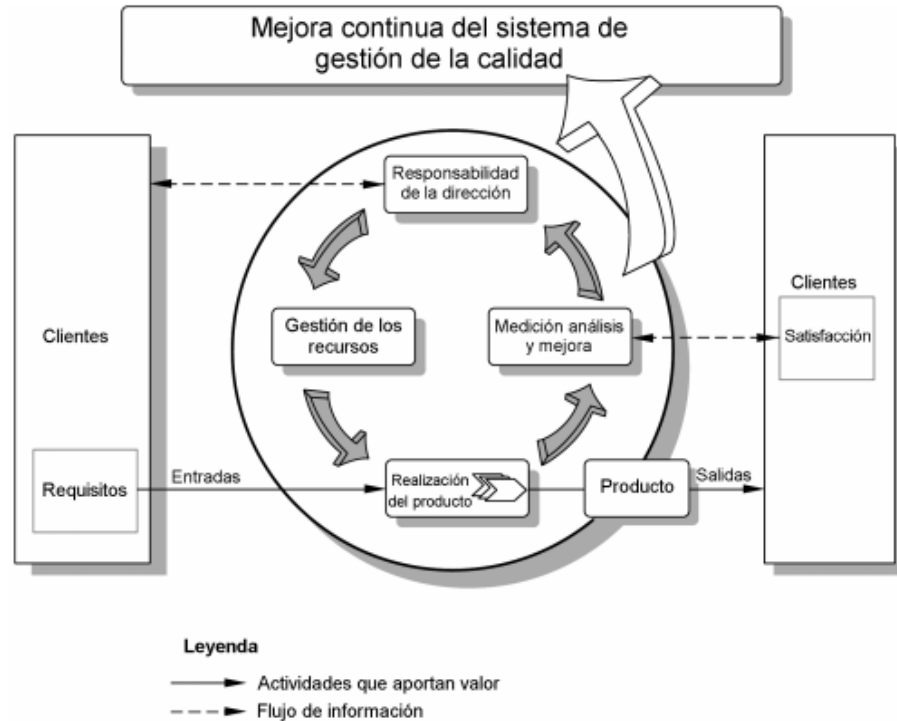 Mejora continua del sistema de
gestión de la calidad
Responsabilidad
de la dirección
Clientes
Gestión de los
recursos
Medición análisis
y mejora
Clientes
Satisfacción
Requisitos
Entradas
Realización
del producto
Producto
Salidas
Leyenda
Actividades que aportan valor
Flujo de información